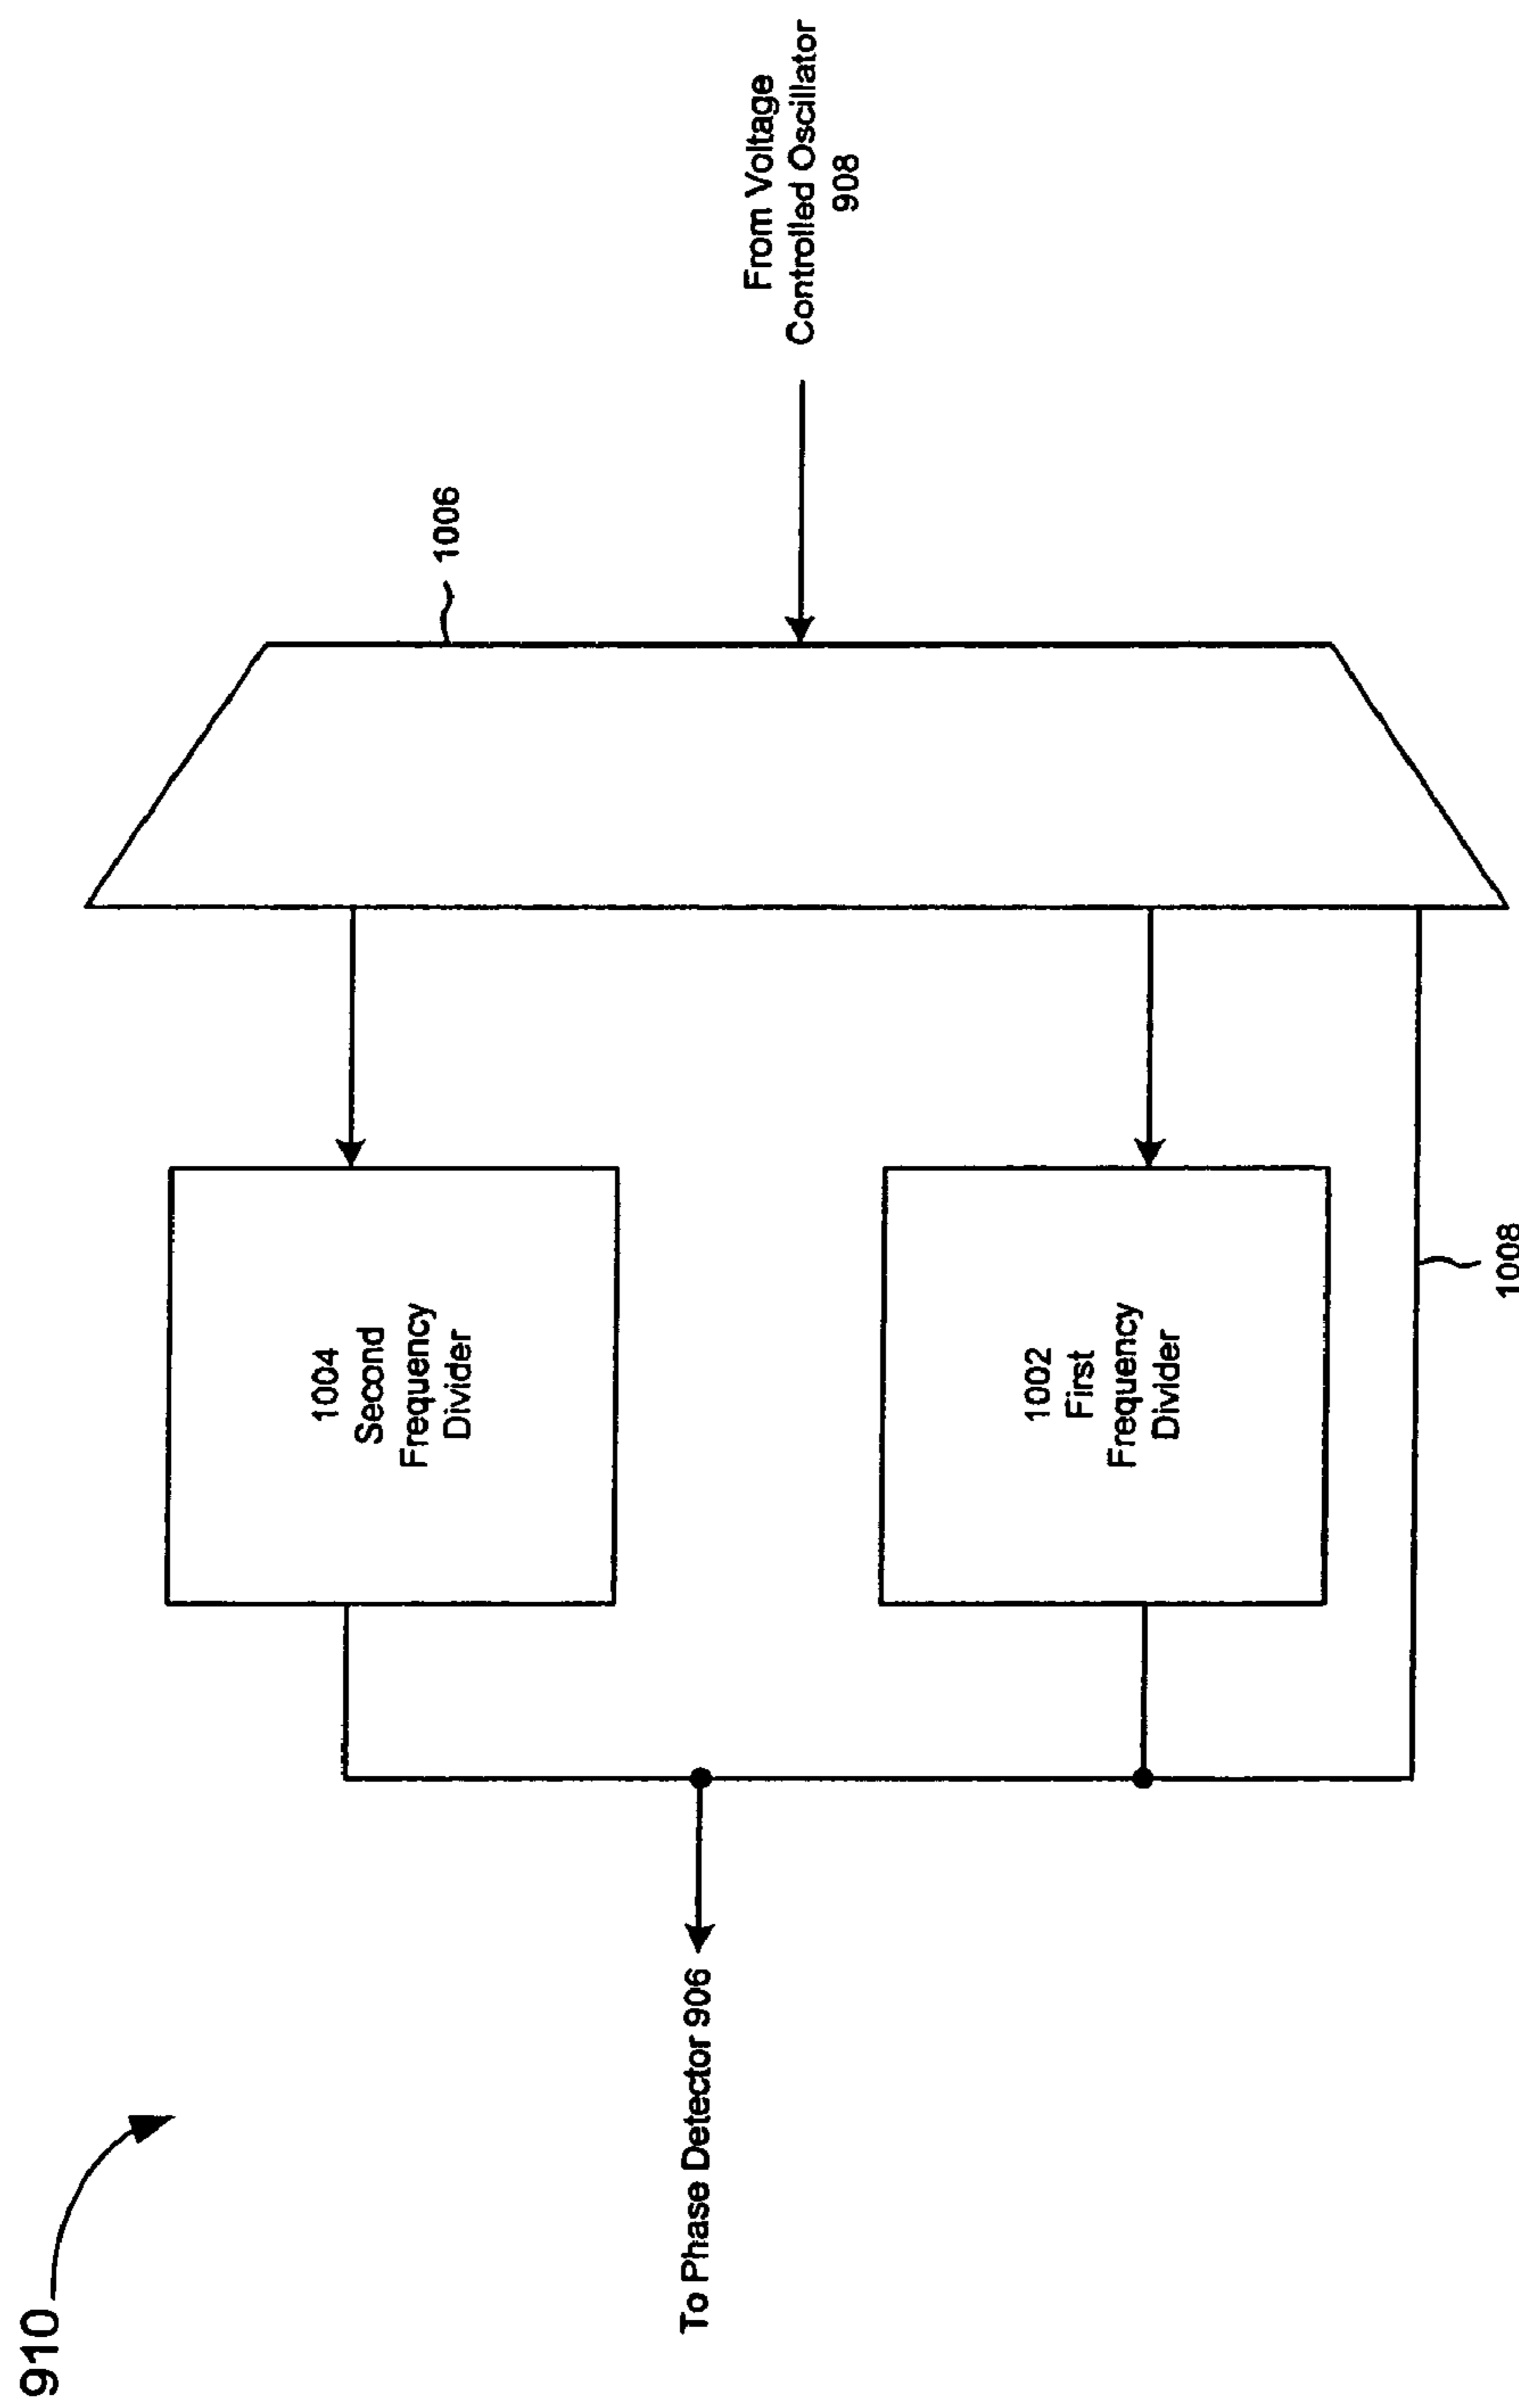 910
To Phase Detector 906
1004
Second
Frequency
Divider
1002
First
Frequency
Divider
1008
1006
From Voltage
Controlled Oscillator
908